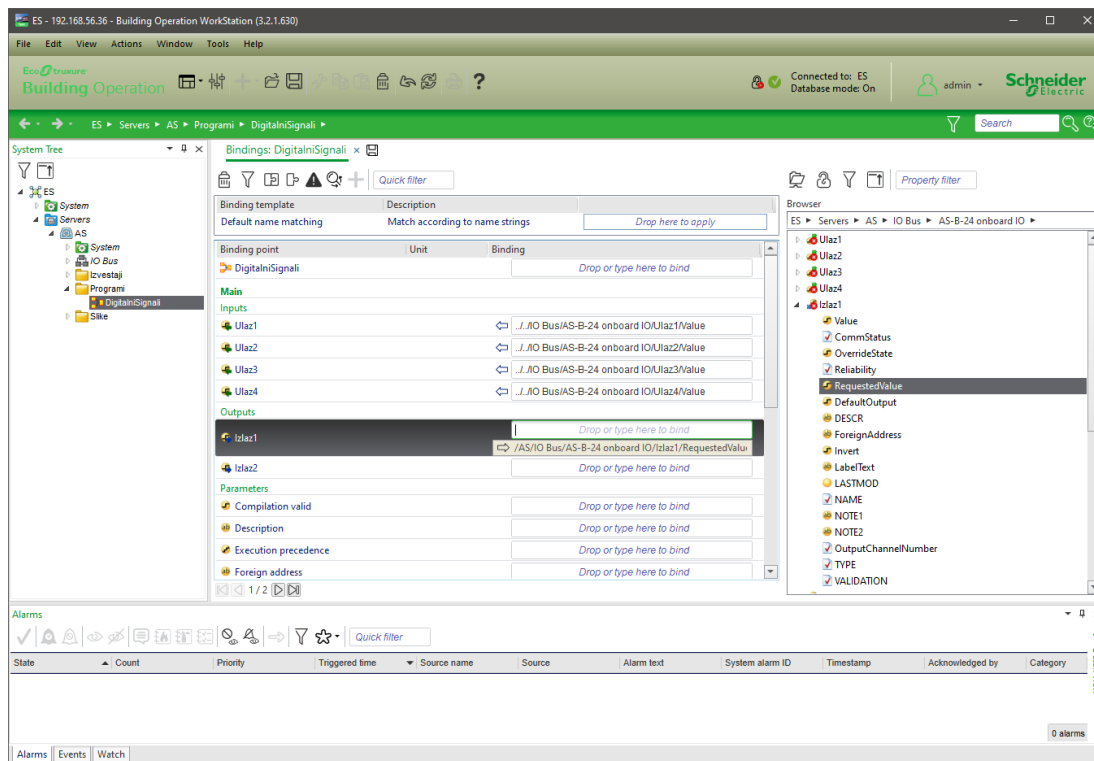 ES - 192.168.56.36 - Building Operation WorkStation (3.2.1.630)
File Edit View Actions Window Tools Help
EcoStruxure
Building Operation
Connected to: ES
Database mode: On
admin
Schneider
Electric
ES Servers AS Programi DigitalniSignali
Search
System Tree
ES
System
Servers
AS
System
IO Bus
Izvestaji
Programi
DigitalniSignali
Slike
Bindings: DigitalniSignali
Quick filter
Binding template Description
Default name matching Match according to name strings Drop here to apply
Binding point Unit Binding
DigitalniSignali Drop or type here to bind
Main
Inputs
Ulaz1 ../../IO Bus/AS-B-24 onboard IO/Ulaz1/Value
Ulaz2 ../../IO Bus/AS-B-24 onboard IO/Ulaz2/Value
Ulaz3 ../../IO Bus/AS-B-24 onboard IO/Ulaz3/Value
Ulaz4 ../../IO Bus/AS-B-24 onboard IO/Ulaz4/Value
Outputs
Izlaz1 Drop or type here to bind
/AS/IO Bus/AS-B-24 onboard IO/Izlaz1/RequestedValu
Izlaz2 Drop or type here to bind
Parameters
Compilation valid Drop or type here to bind
Description Drop or type here to bind
Execution precedence Drop or type here to bind
Foreign address Drop or type here to bind
1 / 2
Property filter
Browser
ES Servers AS IO Bus AS-B-24 onboard IO
Ulaz1
Ulaz2
Ulaz3
Ulaz4
Izlaz1
Value
CommStatus
OverrideState
Reliability
RequestedValue
DefaultOutput
DESCR
ForeignAddress
Invert
LabelText
LASTMOD
NAME
NOTE1
NOTE2
OutputChannelNumber
TYPE
VALIDATION
Alarms
Quick filter
State Count Priority Triggered time Source name Source Alarm text System alarm ID Timestamp Acknowledged by Category
0 alarms
Alarms Events Watch